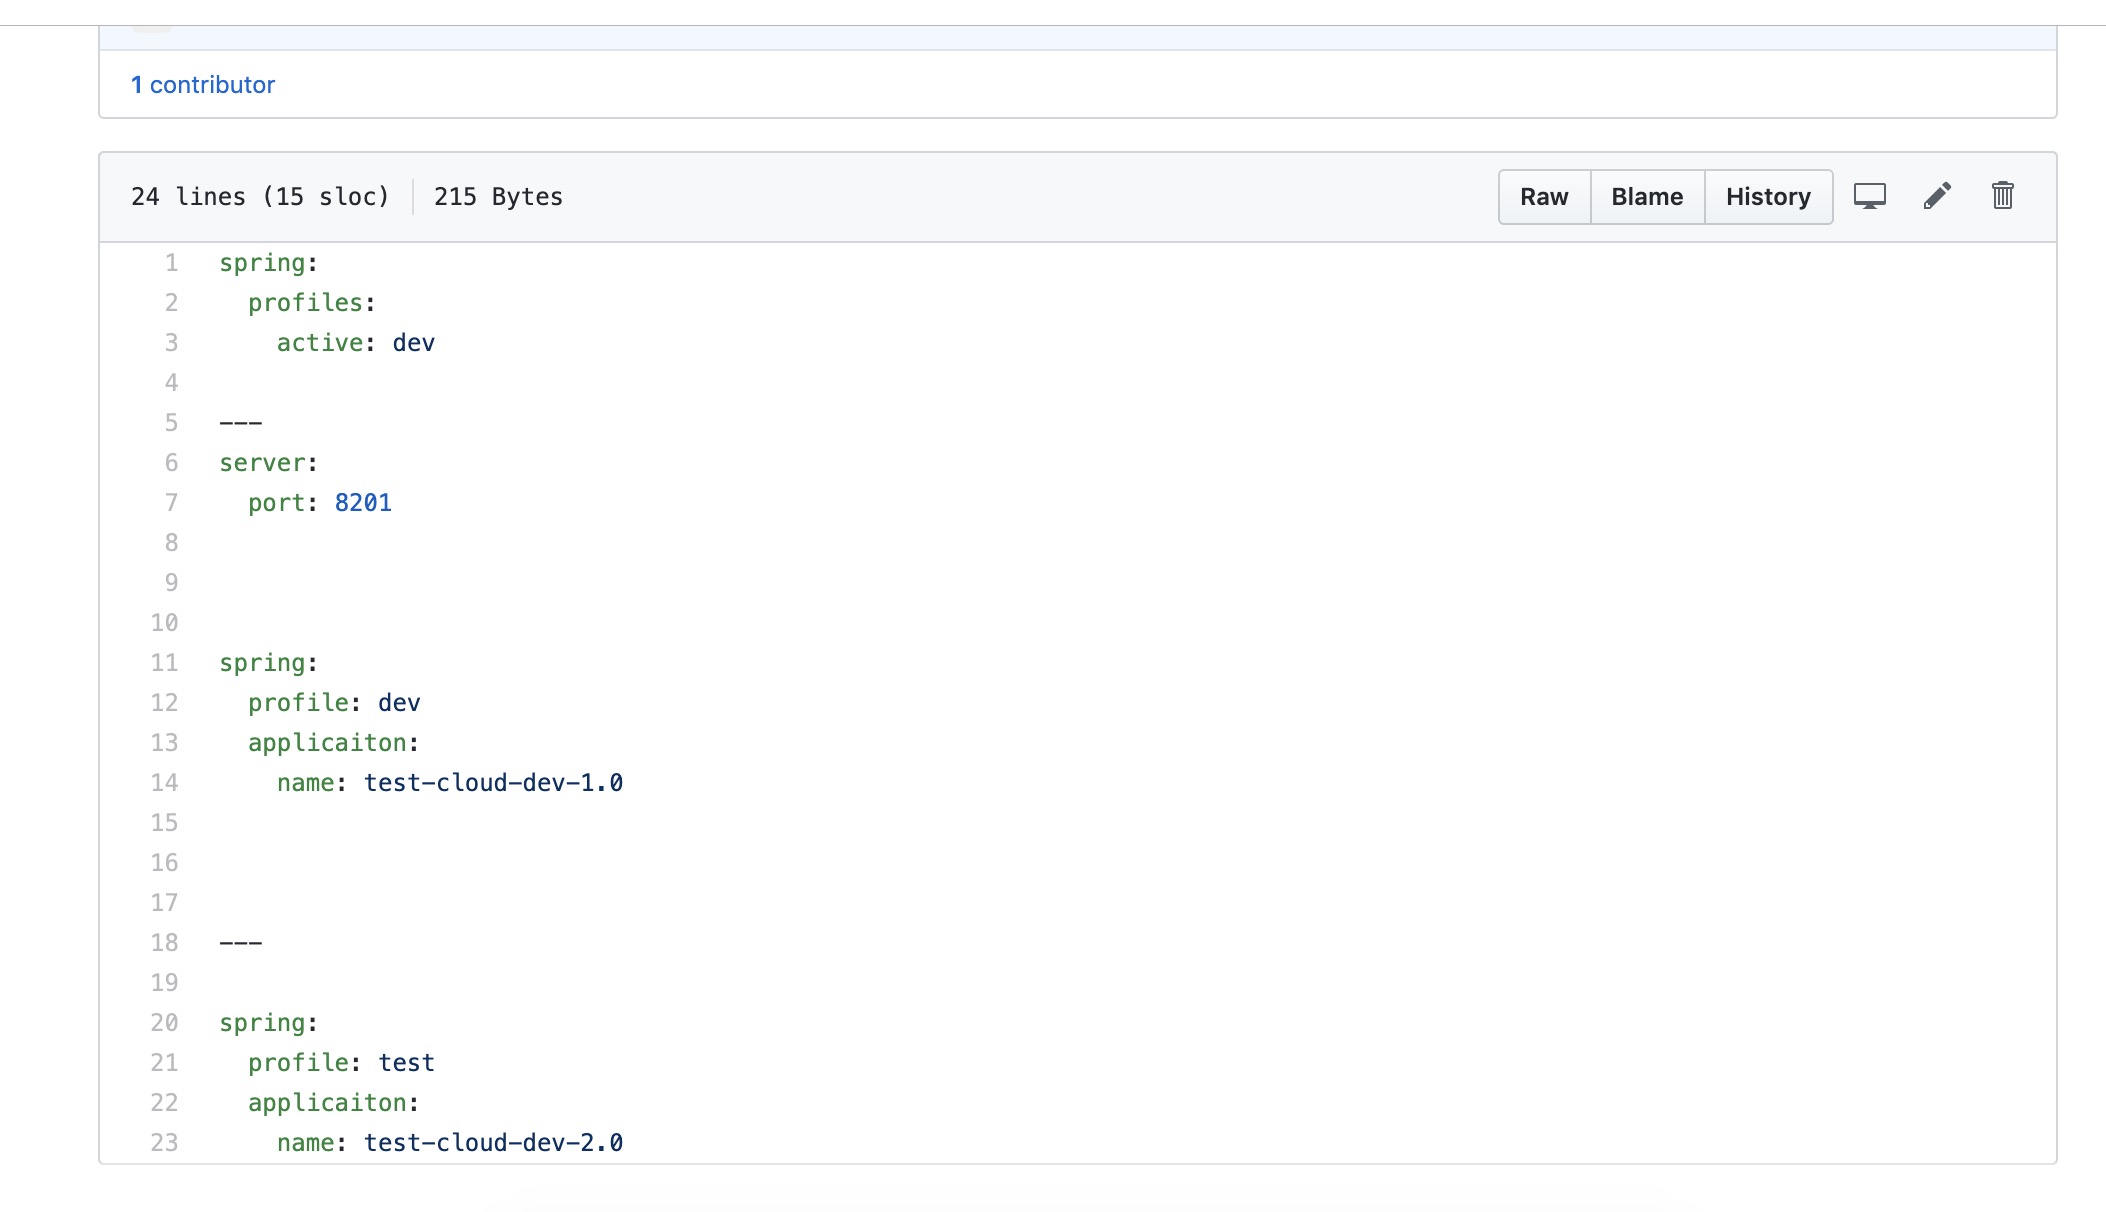 1 contributor
24 lines (15 sloc) 215 Bytes Raw Blame History
1 spring:
2   profiles:
3     active: dev
4
5 ---
6 server:
7   port: 8201
8
9
10
11 spring:
12   profile: dev
13   applicaiton:
14     name: test-cloud-dev-1.0
15
16
17
18 ---
19
20 spring:
21   profile: test
22   applicaiton:
23     name: test-cloud-dev-2.0